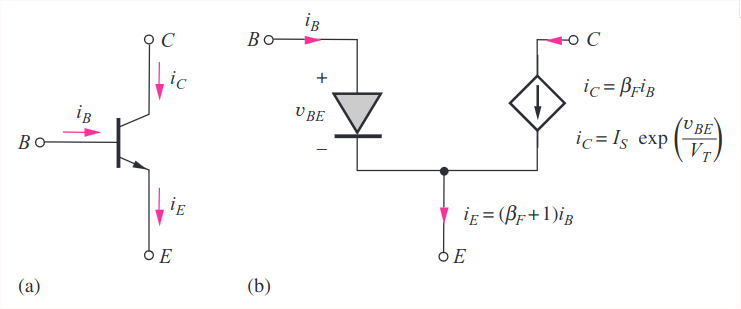 C
i_C
i_B
B
i_E
E
(a)
i_B
B
+
v_BE
−
C
i_C = β_F i_B
i_C = I_S exp (v_BE / V_T)
i_E = (β_F + 1)i_B
E
(b)